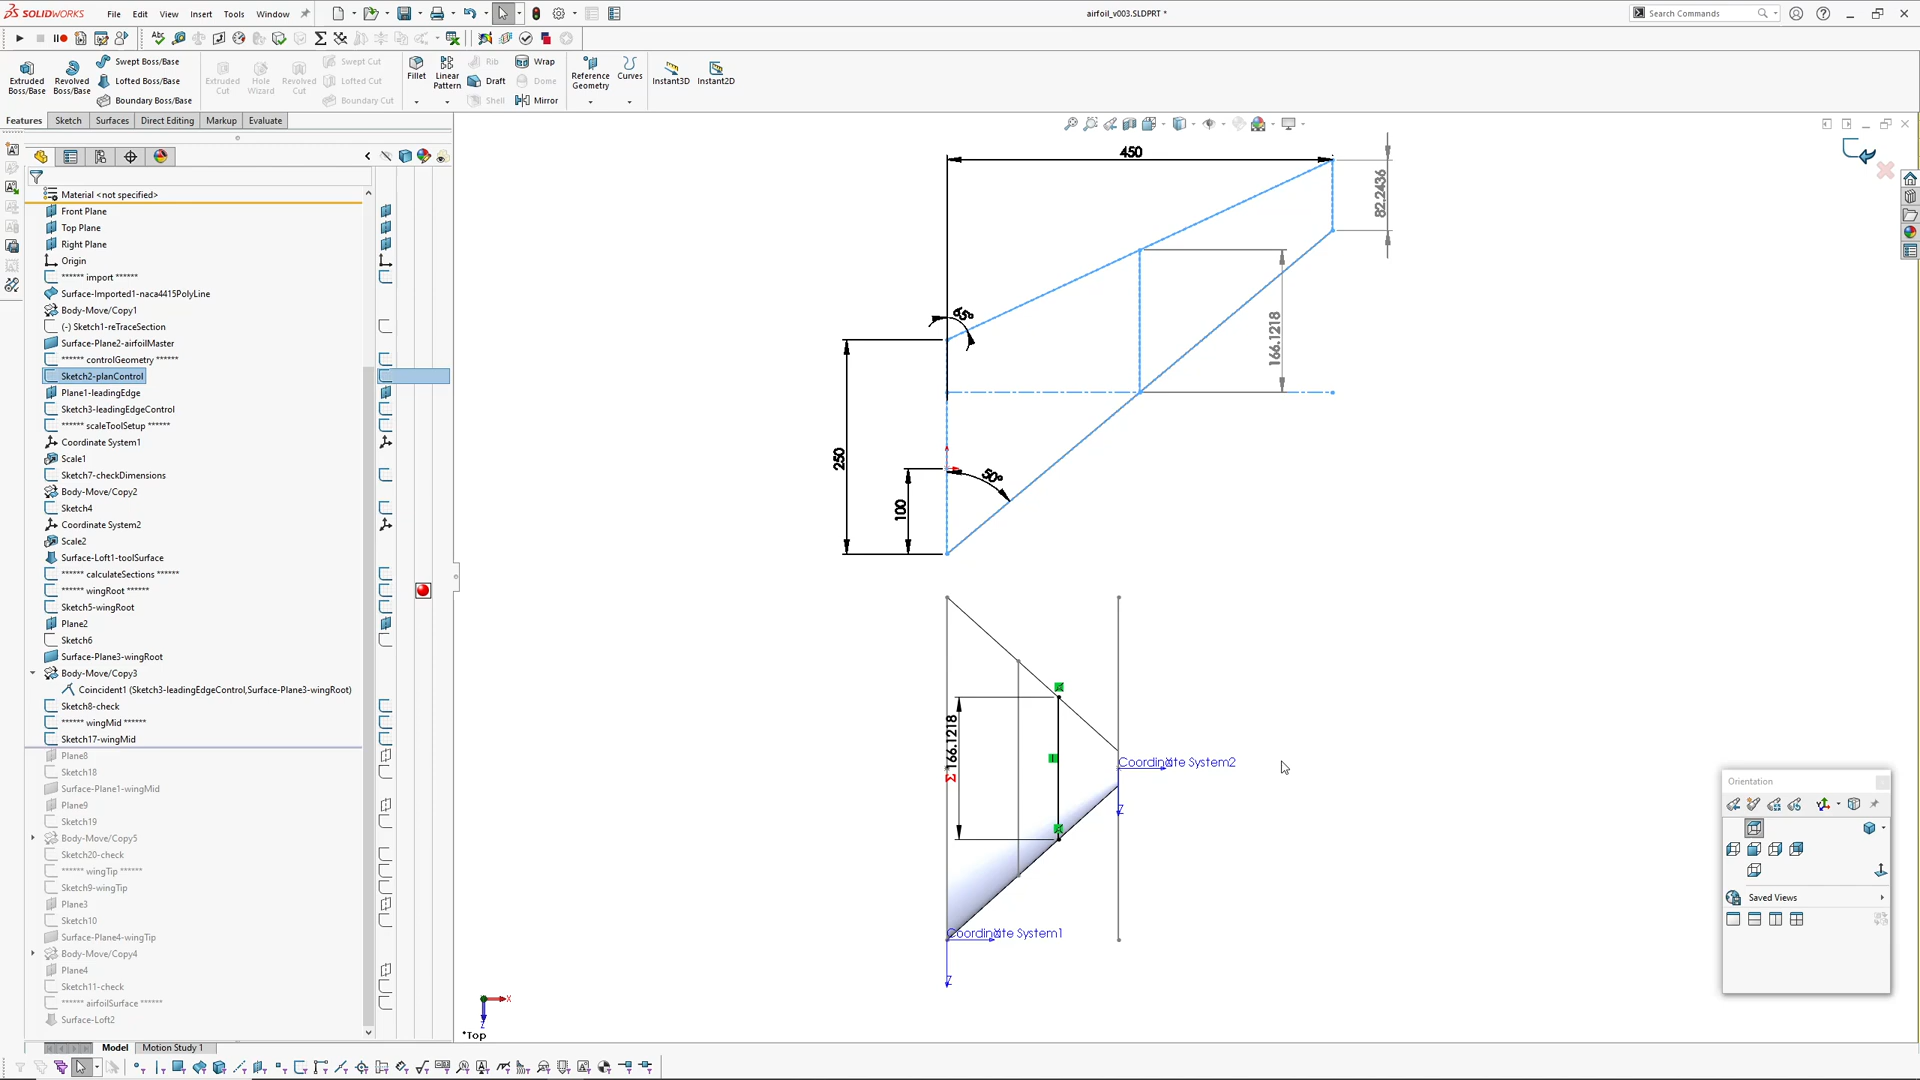 SOLIDWORKS File Edit View Insert Tools Window airfoil_v003.SLDPRT * Search Commands
Extruded Boss/Base
Revolved Boss/Base
Swept Boss/Base
Lofted Boss/Base
Boundary Boss/Base
Extruded Cut
Hole Wizard
Revolved Cut
Swept Cut
Lofted Cut
Boundary Cut
Fillet
Linear Pattern
Rib
Draft
Shell
Wrap
Dome
Mirror
Reference Geometry
Curves
Instant3D
Instant2D
Features Sketch Surfaces Direct Editing Markup Evaluate
Material <not specified>
Front Plane
Top Plane
Right Plane
Origin
****** import ******
Surface-Imported1-naca4415PolyLine
Body-Move/Copy1
(-) Sketch1-reTraceSection
Surface-Plane2-airfoilMaster
****** controlGeometry ******
Sketch2-planControl
Plane1-leadingEdge
Sketch3-leadingEdgeControl
****** scaleToolSetup ******
Coordinate System1
Scale1
Sketch7-checkDimensions
Body-Move/Copy2
Sketch4
Coordinate System2
Scale2
Surface-Loft1-toolSurface
****** calculateSections ******
****** wingRoot ******
Sketch5-wingRoot
Plane2
Sketch6
Surface-Plane3-wingRoot
Body-Move/Copy3
Coincident1 (Sketch3-leadingEdgeControl,Surface-Plane3-wingRoot)
Sketch8-check
****** wingMid ******
Sketch17-wingMid
Plane8
Sketch18
Surface-Plane1-wingMid
Plane9
Sketch19
Body-Move/Copy5
Sketch20-check
****** wingTip ******
Sketch9-wingTip
Plane3
Sketch10
Surface-Plane4-wingTip
Body-Move/Copy4
Plane4
Sketch11-check
****** airfoilSurface ******
Surface-Loft2
Model Motion Study 1
450
82.2436
65°
166.1218
250
100
50°
Σ 166.1218
Coordinate System2
Z
Coordinate System1
Z
X
Z
*Top
Orientation
Saved Views